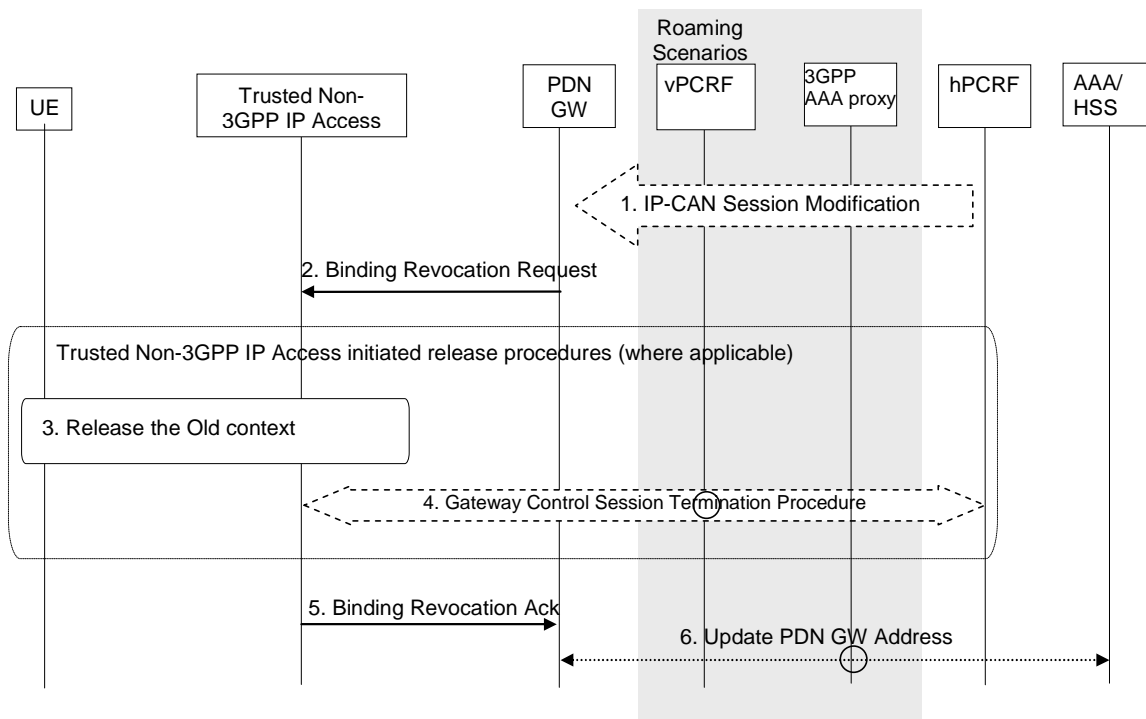 Roaming
Scenarios
UE
Trusted Non-
3GPP IP Access
PDN
GW
vPCRF
3GPP
AAA proxy
hPCRF
AAA/
HSS
1. IP-CAN Session Modification
2. Binding Revocation Request
Trusted Non-3GPP IP Access initiated release procedures (where applicable)
3. Release the Old context
4. Gateway Control Session Termination Procedure
5. Binding Revocation Ack
6. Update PDN GW Address